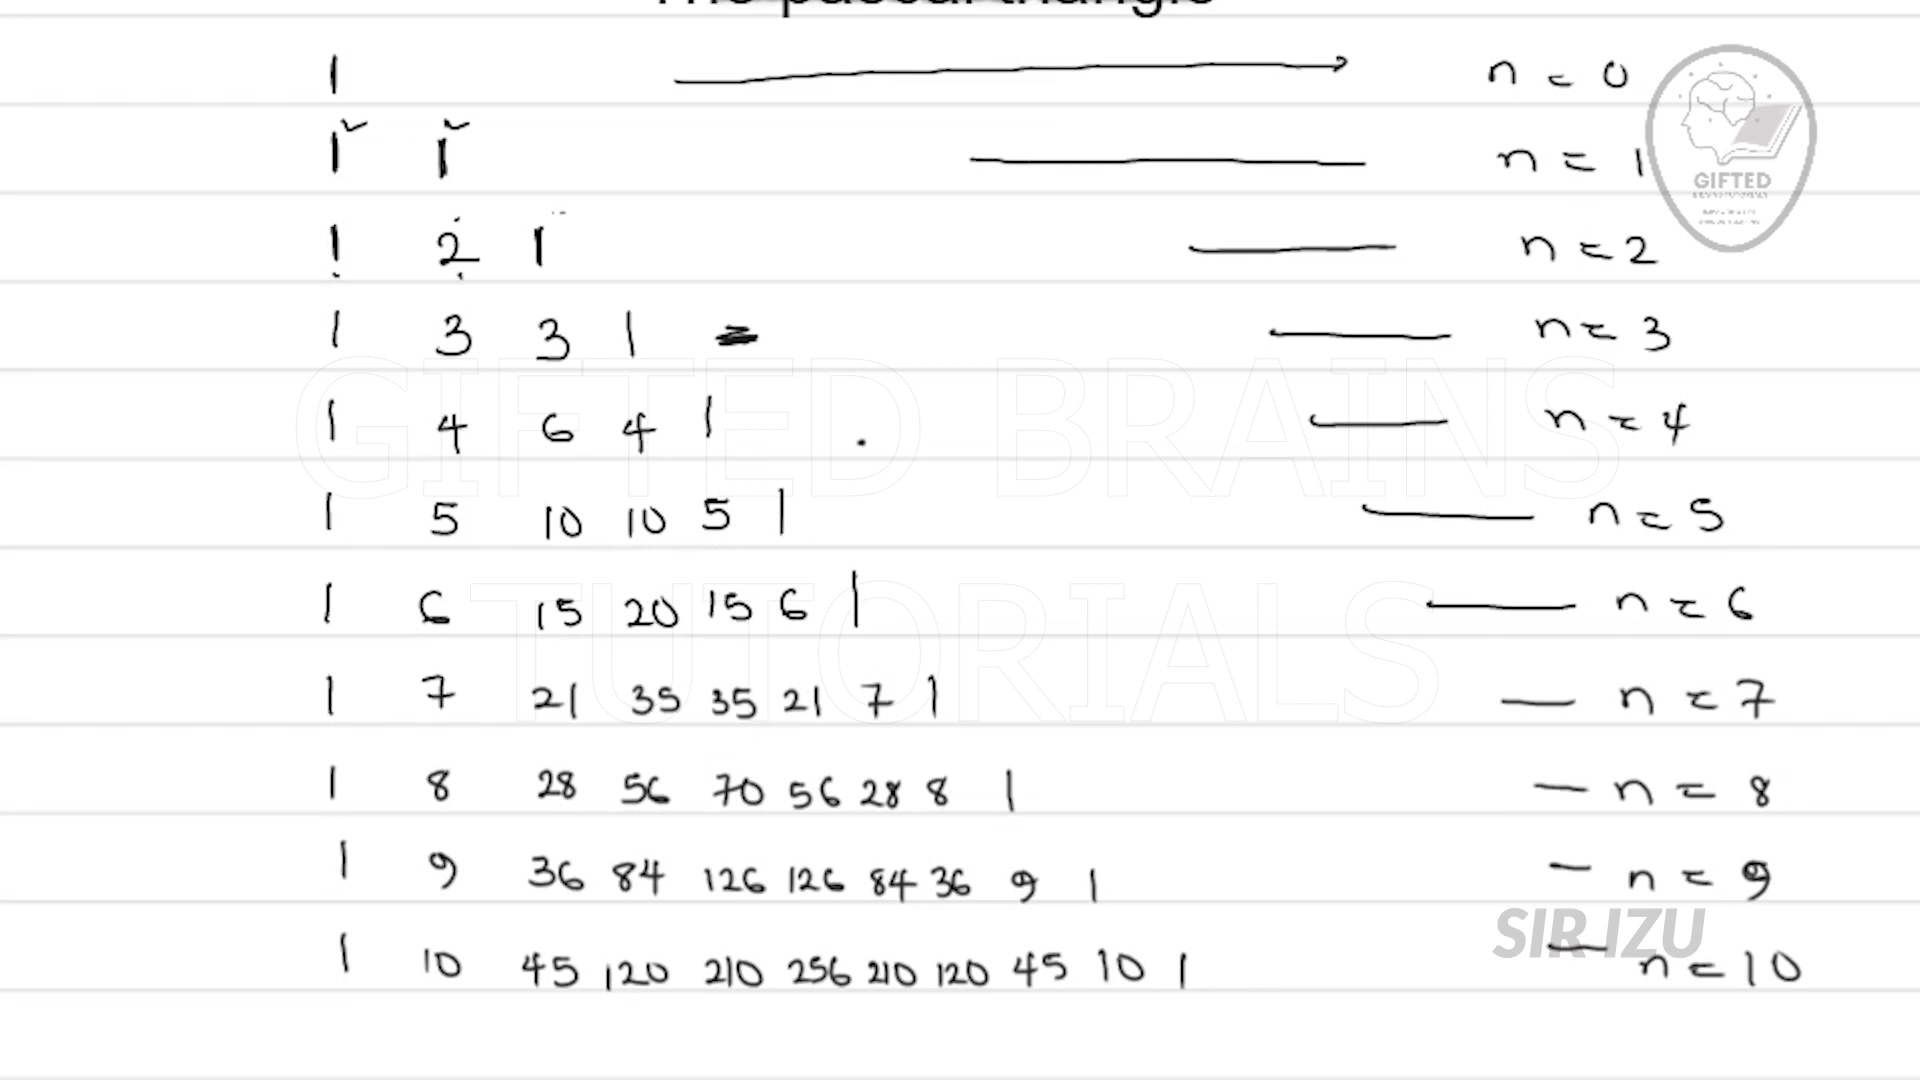 The pascal triangle
1 n = 0
1 1 n = 1
1 2 1 n = 2
1 3 3 1 n = 3
1 4 6 4 1 . n = 4
1 5 10 10 5 1 n = 5
1 6 15 20 15 6 1 n = 6
1 7 21 35 35 21 7 1 n = 7
1 8 28 56 70 56 28 8 1 n = 8
1 9 36 84 126 126 84 36 9 1 n = 9
1 10 45 120 210 256 210 120 45 10 1 n = 10
GIFTED
GIFTED BRAINS
TUTORIALS
SIR IZU